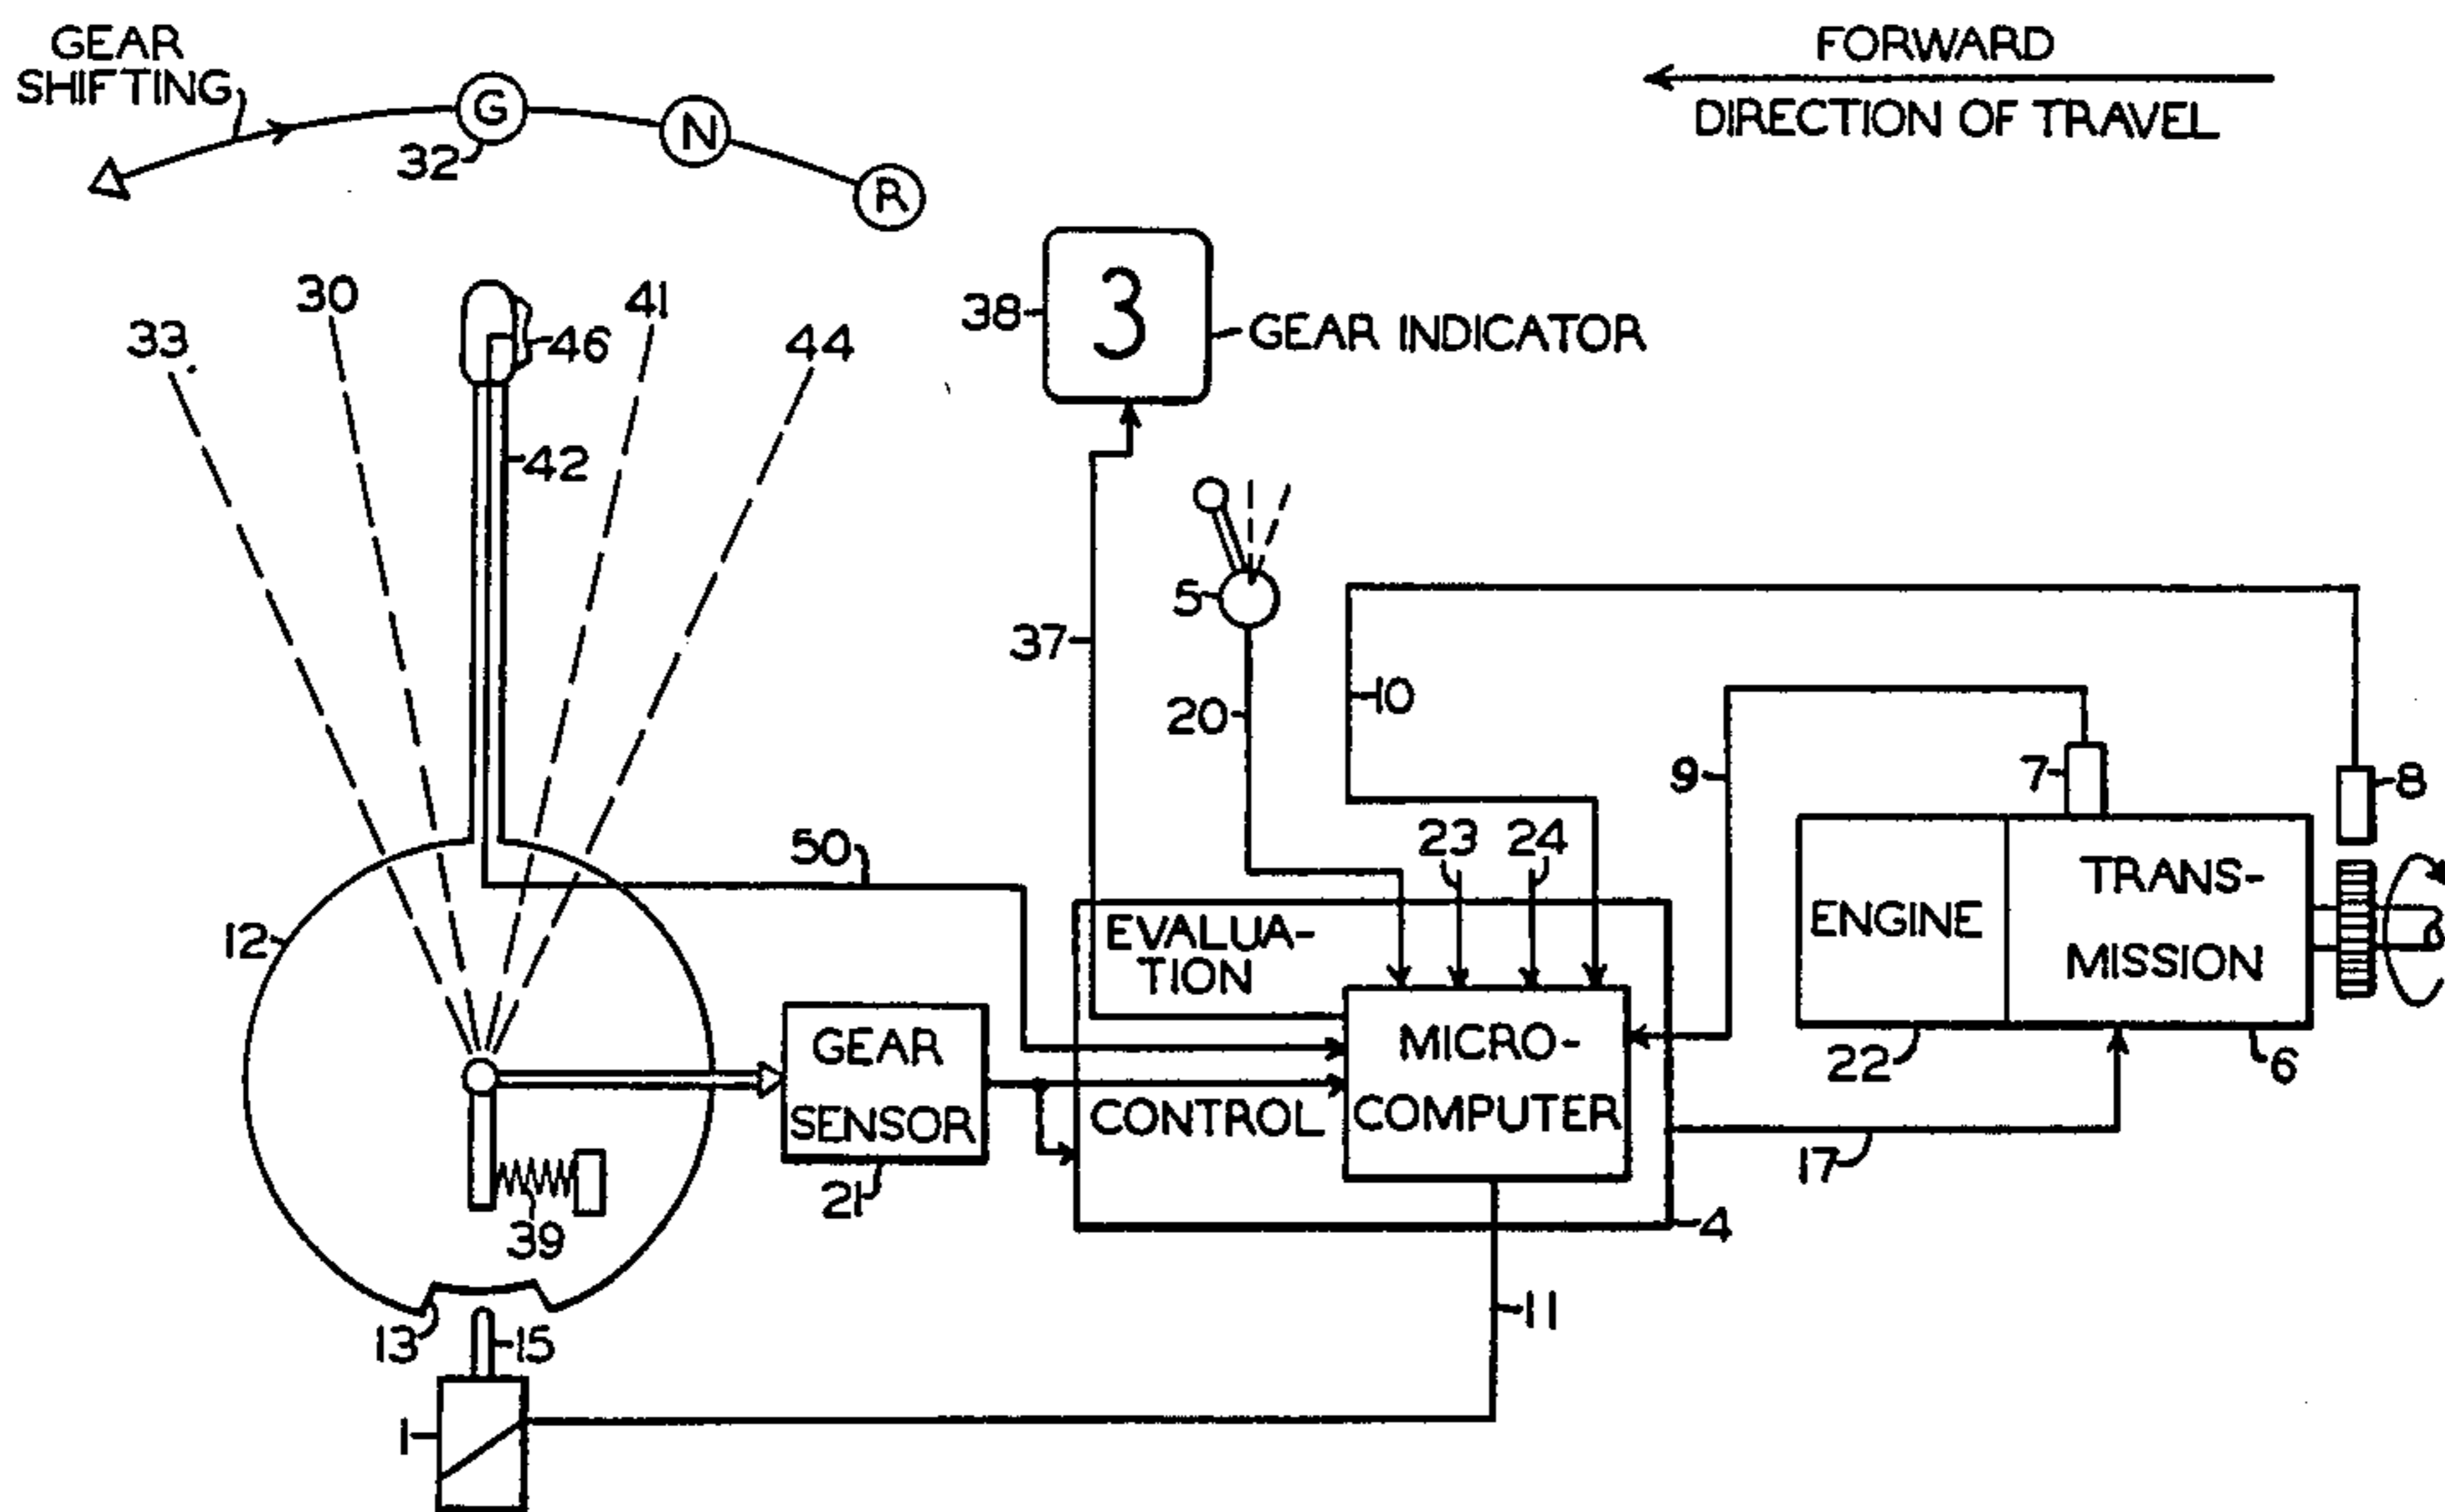 GEAR
SHIFTING
G
32
N
R
FORWARD
DIRECTION OF TRAVEL
33
30
46
41
44
42
38
3
GEAR INDICATOR
5
37
20
10
9
7
8
50
23
24
12
EVALUA-
TION
ENGINE
TRANS-
MISSION
22
6
GEAR
SENSOR
21
CONTROL
MICRO-
COMPUTER
17
4
39
13
15
11
1